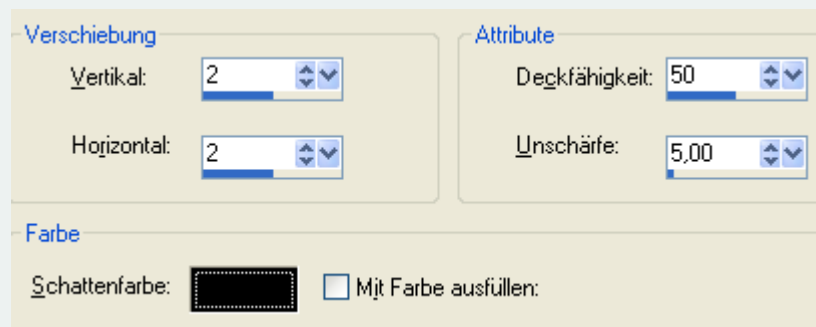 Verschiebung
Vertikal: 2
Horizontal: 2
Attribute
Deckfähigkeit: 50
Unschärfe: 5,00
Farbe
Schattenfarbe:
Mit Farbe ausfüllen: